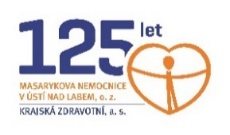 125 let
MASARYKOVA NEMOCNICE
V ÚSTÍ NAD LABEM, o. z.
KRAJSKÁ ZDRAVOTNÍ, a. s.